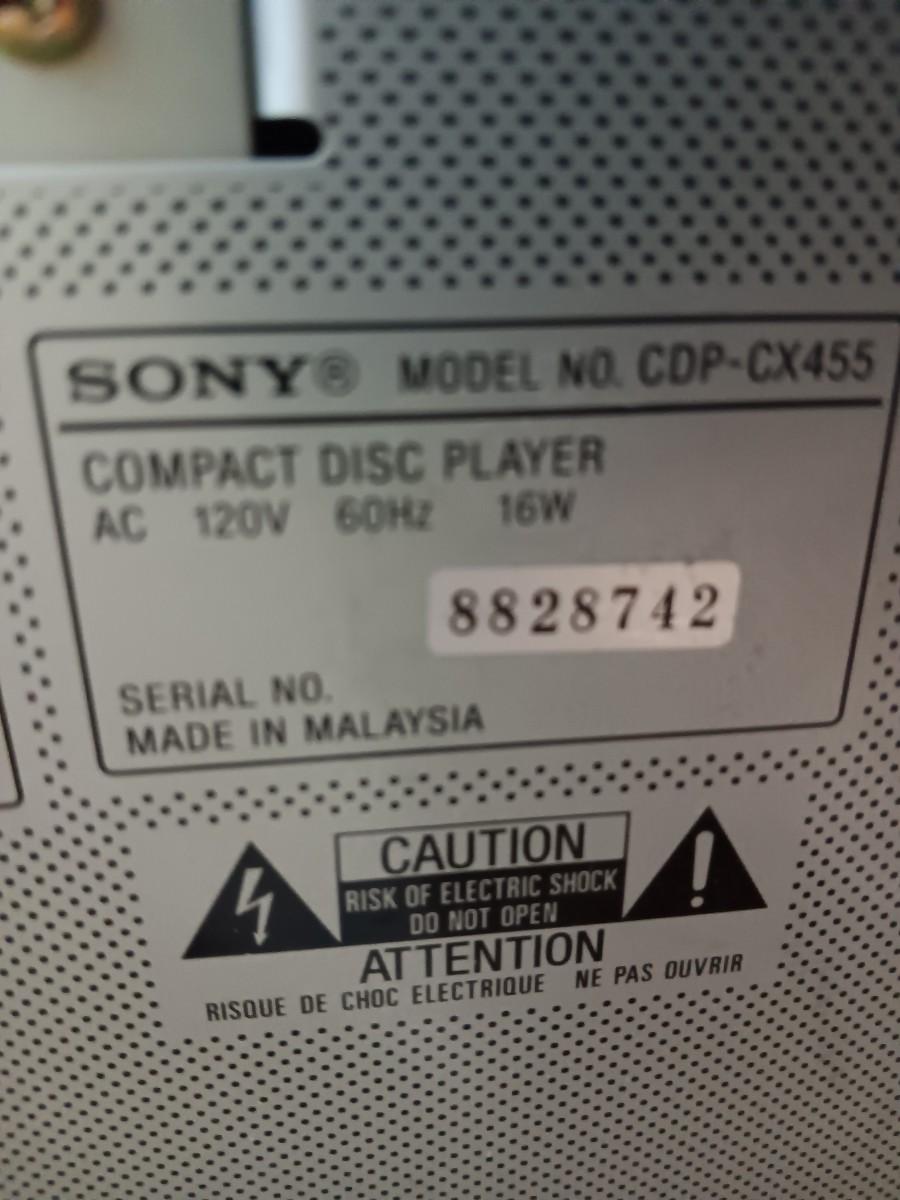 SONY® MODEL NO. CDP-CX455
COMPACT DISC PLAYER
AC 120V 60Hz 16W
8828742
SERIAL NO.
MADE IN MALAYSIA
CAUTION
RISK OF ELECTRIC SHOCK
DO NOT OPEN
ATTENTION
RISQUE DE CHOC ELECTRIQUE NE PAS OUVRIR